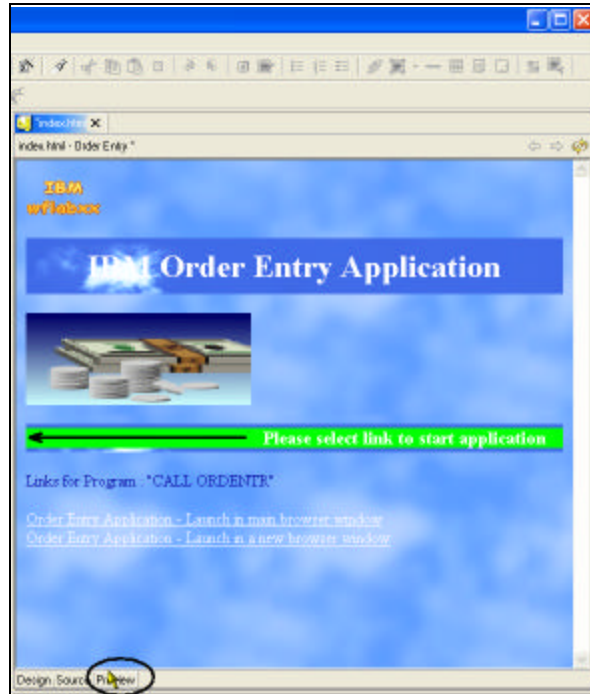 *index.htm
index.html - Order Entry *
IBM
wflabxx
IBM Order Entry Application
Please select link to start application
Links for Program : "CALL ORDENTR"
Order Entry Application - Launch in main browser window
Order Entry Application - Launch in a new browser window
Design Source Preview